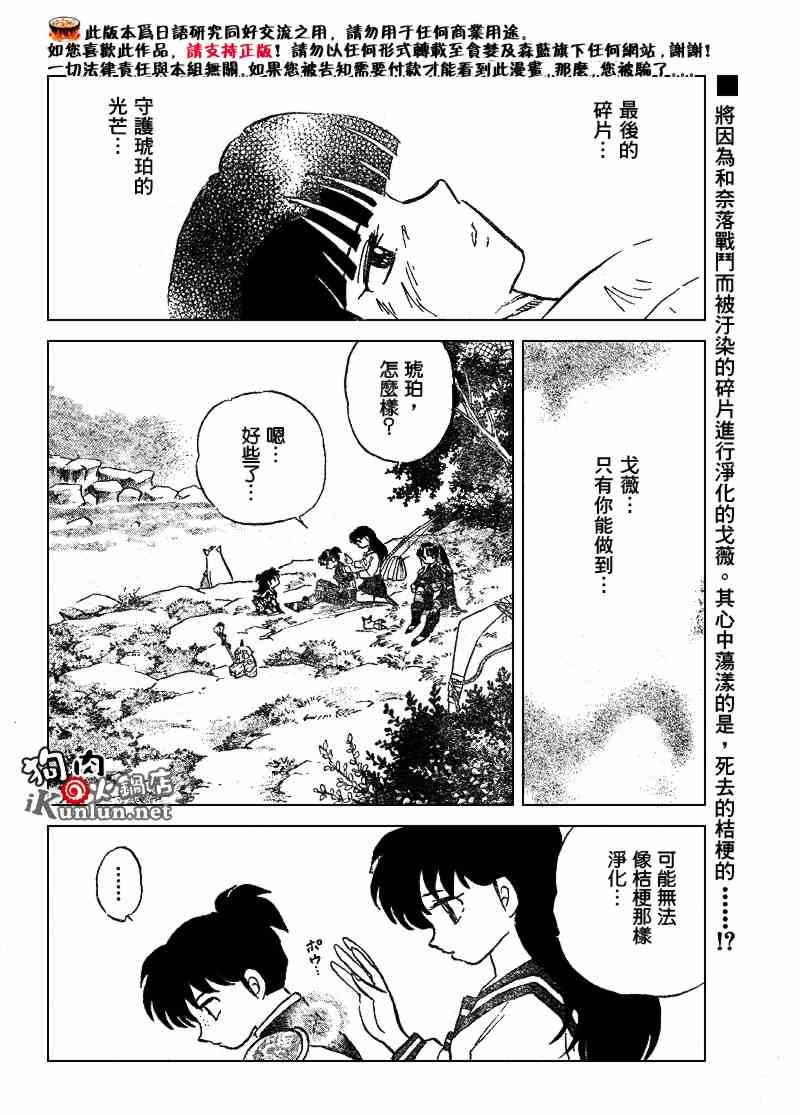 此版本爲日語研究同好交流之用，請勿用于任何商業用途。
如您喜歡此作品，請支持正版！請勿以任何形式轉載至貪婪及森藍旗下任何網站，謝謝！
一切法律責任與本組無關。如果您被告知需要付款才能看到此漫畫，那麼，您被騙了...
■將因為和奈落戰鬥而被汙染的碎片進行淨化的戈薇。其心中蕩漾的是，死去的桔梗的……!?
最後的
碎片…
守護琥珀的
光芒…
戈薇…
只有你能做到…
琥珀，
怎麼樣？
嗯…
好些了…
狗肉
火鍋店
iKunlun.net
可能無法
像桔梗那樣
淨化…
ポウ…
……